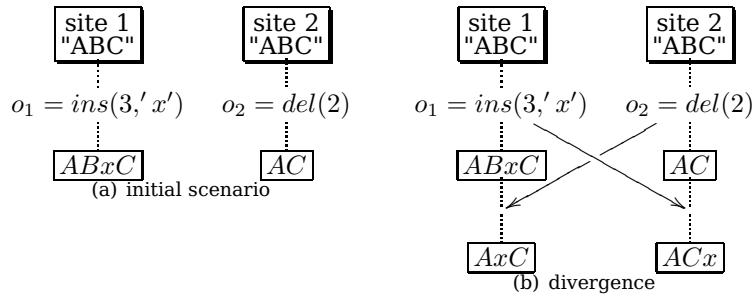 site 1 site 2 site 1 site 2
"ABC" "ABC" "ABC" "ABC"
o₁ = ins(3,′ x′) o₂ = del(2) o₁ = ins(3,′ x′) o₂ = del(2)
ABxC AC ABxC AC
(a) initial scenario
AxC ACx
(b) divergence